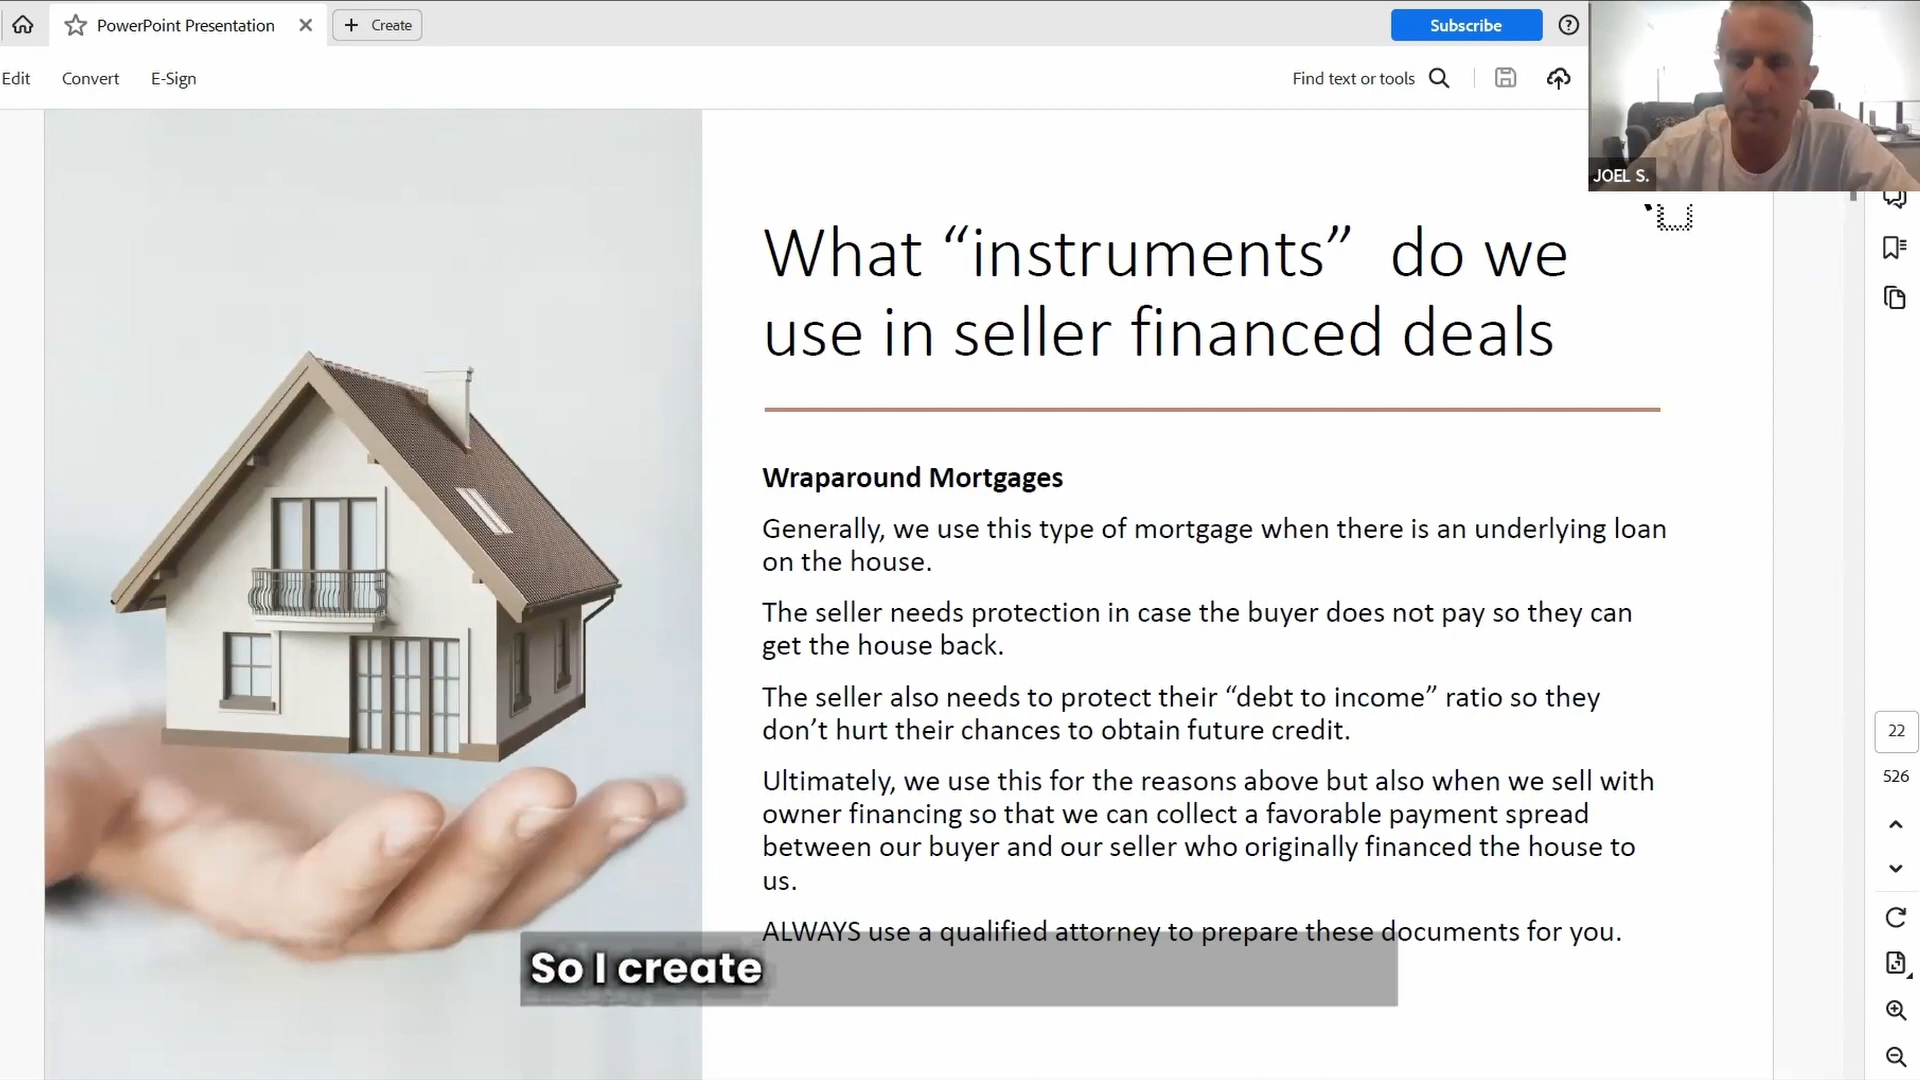 PowerPoint Presentation
Create
Subscribe
Edit
Convert
E-Sign
Find text or tools
JOEL S.
What “instruments” do we
use in seller financed deals
Wraparound Mortgages
Generally, we use this type of mortgage when there is an underlying loan
on the house.
The seller needs protection in case the buyer does not pay so they can
get the house back.
The seller also needs to protect their “debt to income” ratio so they
don’t hurt their chances to obtain future credit.
Ultimately, we use this for the reasons above but also when we sell with
owner financing so that we can collect a favorable payment spread
between our buyer and our seller who originally financed the house to
us.
ALWAYS use a qualified attorney to prepare these documents for you.
So I create
22
526